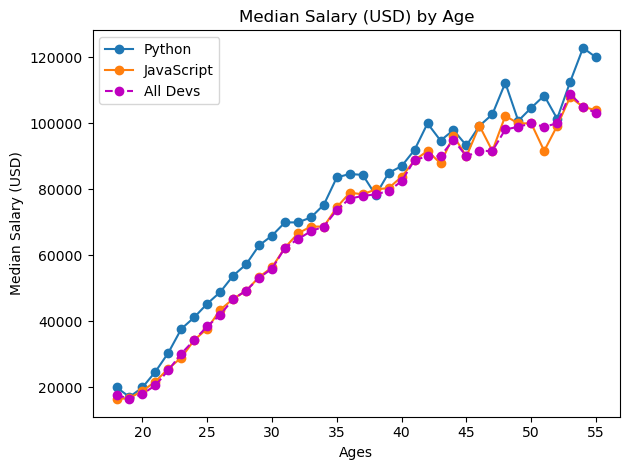 Median Salary (USD) by Age
Median Salary (USD)
120000
100000
80000
60000
40000
20000
Python
JavaScript
All Devs
20 25 30 35 40 45 50 55
Ages